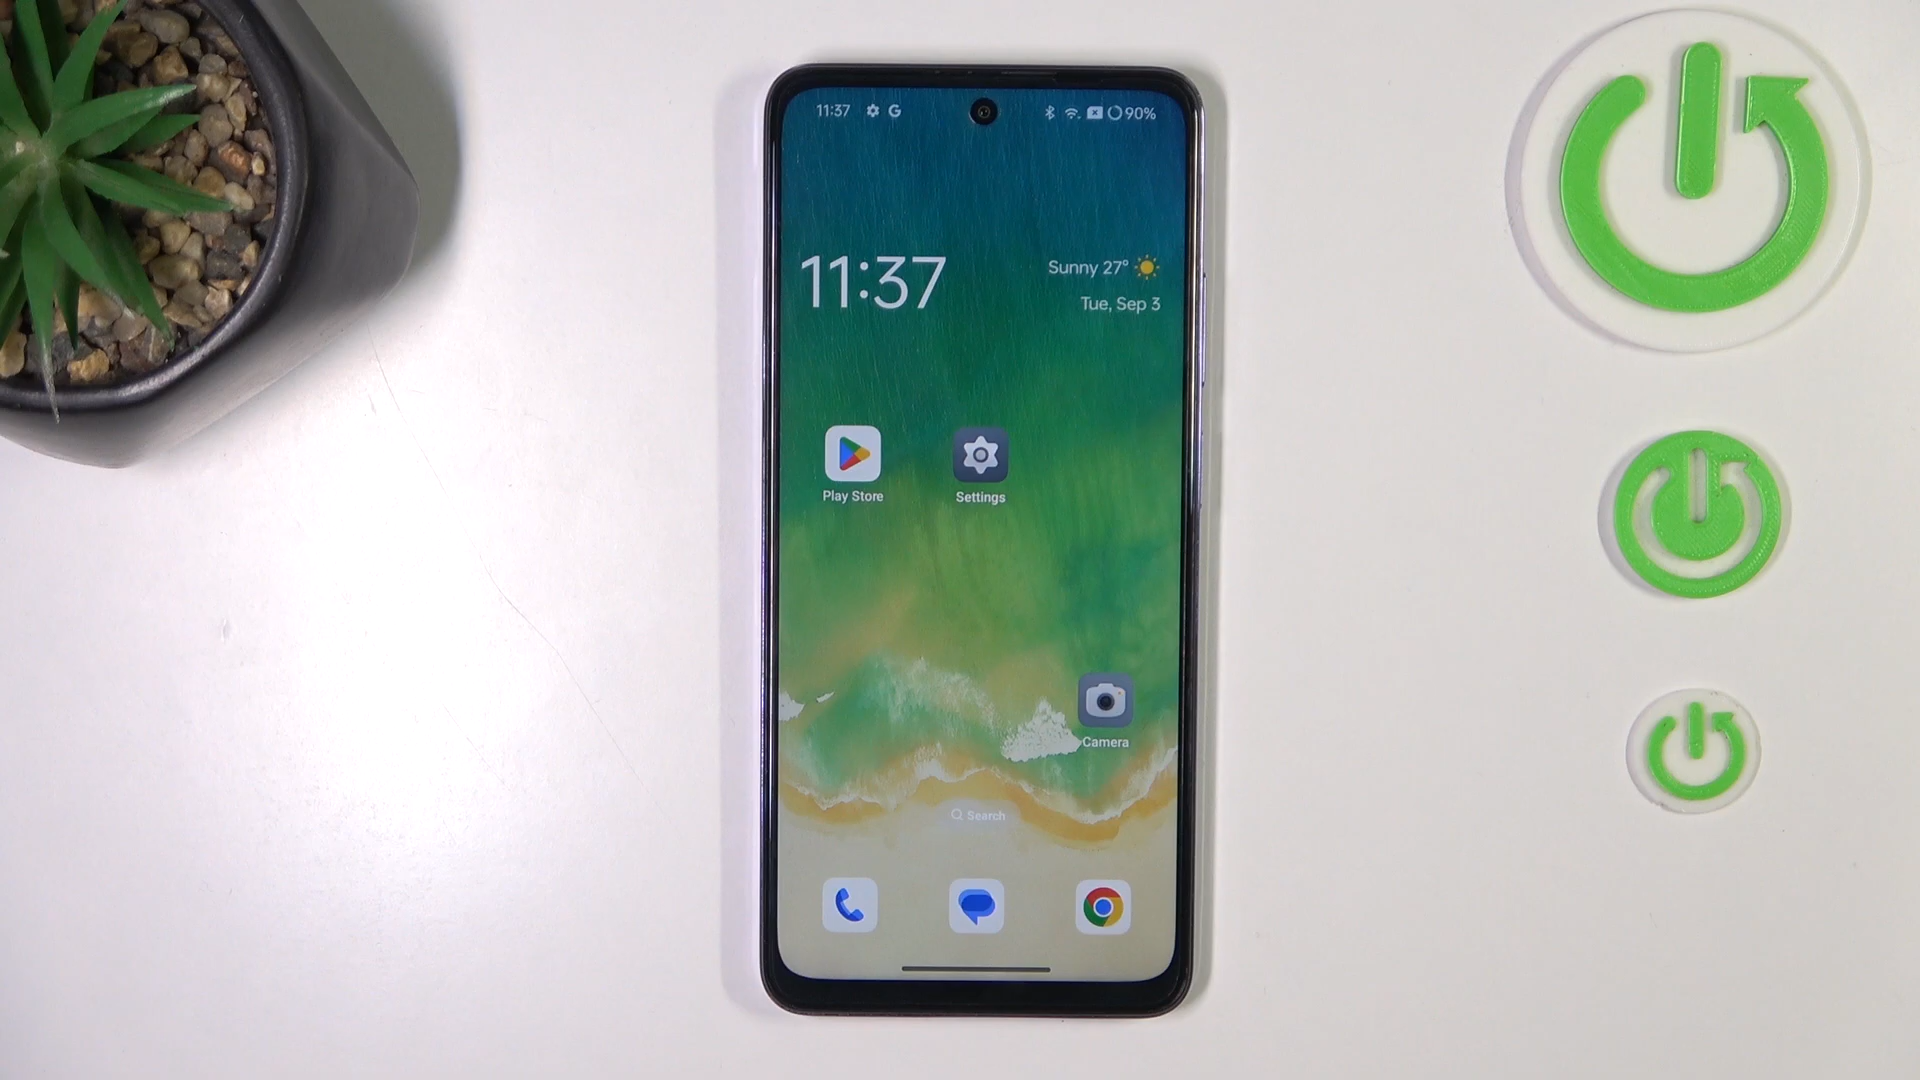 11:37
90%
11:37
Sunny 27°
Tue, Sep 3
Play Store
Settings
Camera
Search